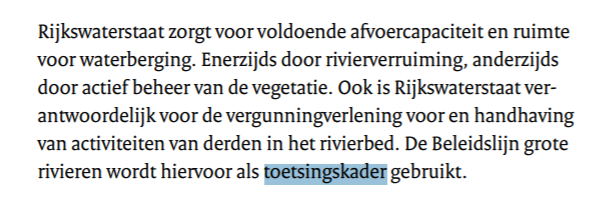 Rijkswaterstaat zorgt voor voldoende afvoercapaciteit en ruimte
voor waterberging. Enerzijds door rivierverruiming, anderzijds
door actief beheer van de vegetatie. Ook is Rijkswaterstaat ver-
antwoordelijk voor de vergunningverlening voor en handhaving
van activiteiten van derden in het rivierbed. De Beleidslijn grote
rivieren wordt hiervoor als toetsingskader gebruikt.